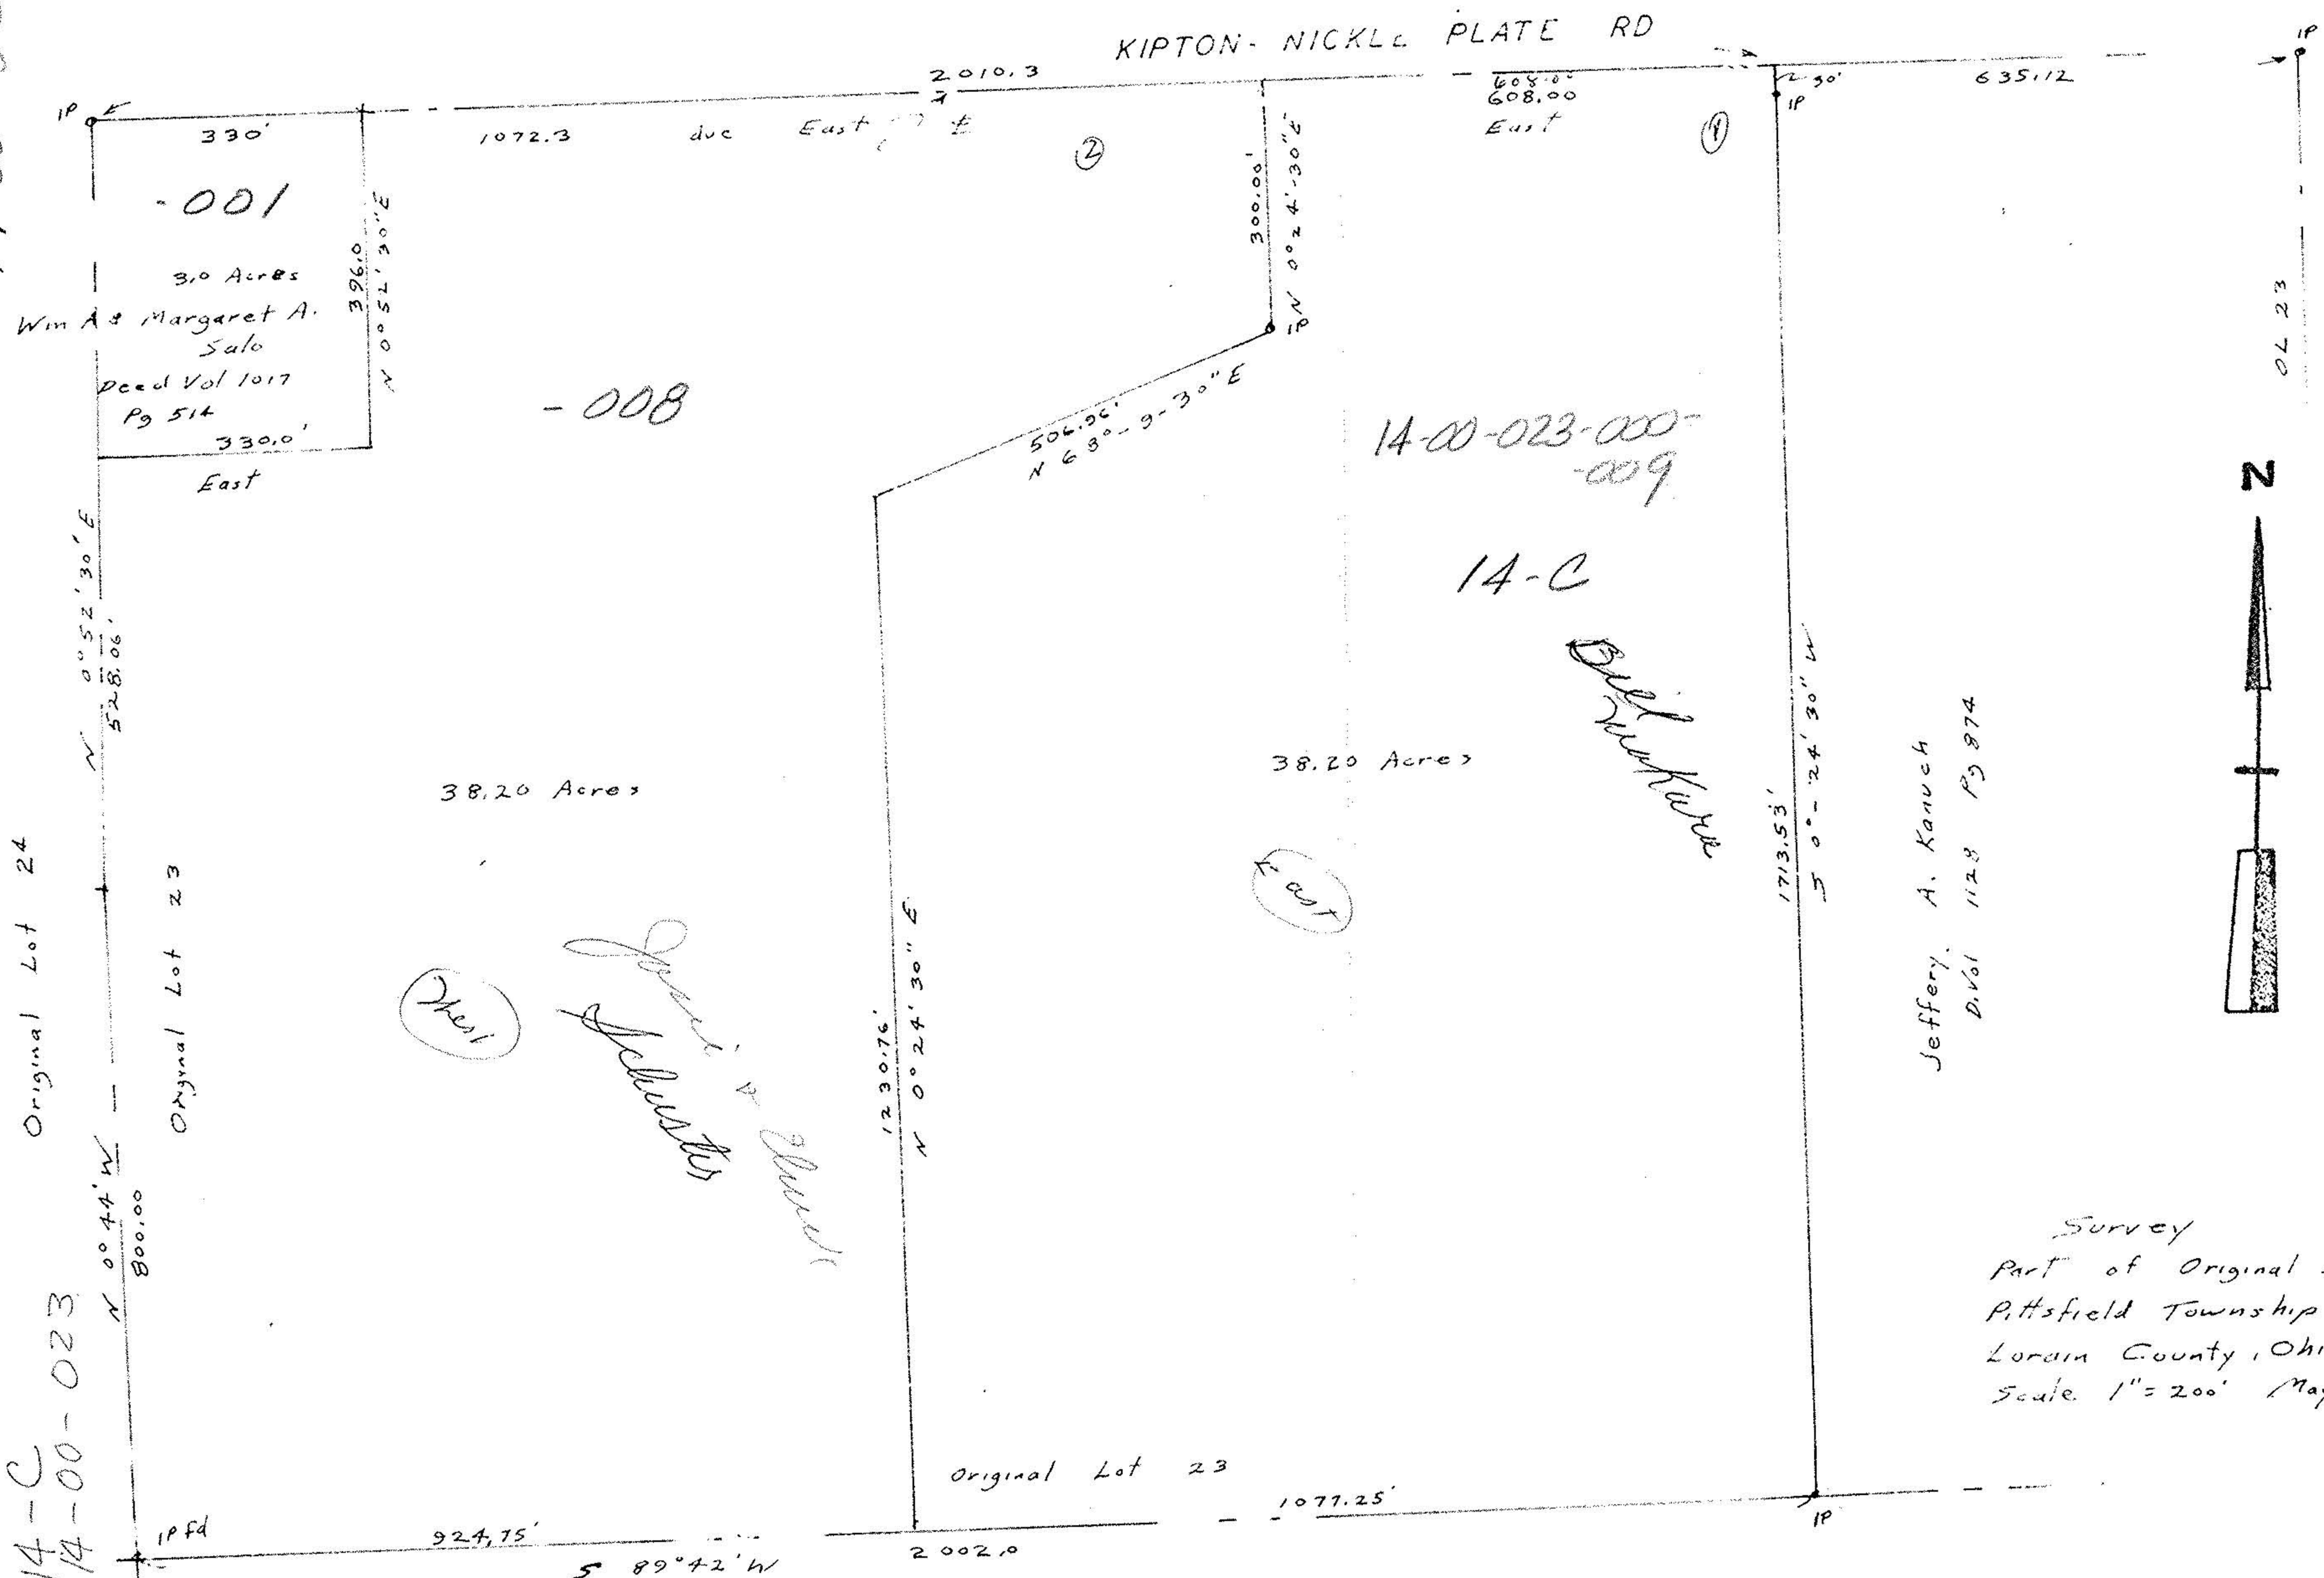 KIPTON- NICKLE PLATE RD
2010.3
608.00
608.00
East
30'
635.12
IP
IP
IP
330'
1072.3
due East
②
①
-001
396.0
N 0°52'30"E
300.00'
N 0°24'-30"E
IP
3.0 Acres
Wm A & Margaret A.
Salo
Deed Vol 1017
Pg 514
330.0'
East
-008
506.96'
N 63°-9-30"E
14-00-023-000-
-009
14-C
OL 23
N
N 0°52'30"E
528.06'
38.20 Acres
38.20 Acres
1713.53'
S 0°-24'30"W
Jeffery A. Kanuch
D.Vol 1128 Pg 874
Original Lot 24
Original Lot 23
West
Schuster
East
Bill
1230.76'
N 0°24'30"E
N 0°44'W
800.00
14-C
14-00-023
Survey
Part of Original
Pittsfield Township
Lorain County, Ohi
Scale 1"=200' May
Original Lot 23
1077.25'
IP
IP fd
924.75'
S 89°42'W
2002.0